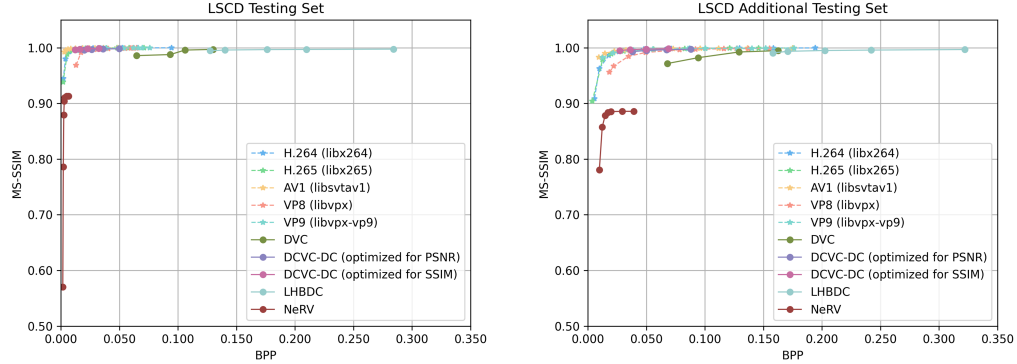 LSCD Testing Set
MS-SSIM
1.00
0.90
0.80
0.70
0.60
0.50
H.264 (libx264)
H.265 (libx265)
AV1 (libsvtav1)
VP8 (libvpx)
VP9 (libvpx-vp9)
DVC
DCVC-DC (optimized for PSNR)
DCVC-DC (optimized for SSIM)
LHBDC
NeRV
0.000 0.050 0.100 0.150 0.200 0.250 0.300 0.350
BPP
LSCD Additional Testing Set
MS-SSIM
1.00
0.90
0.80
0.70
0.60
0.50
H.264 (libx264)
H.265 (libx265)
AV1 (libsvtav1)
VP8 (libvpx)
VP9 (libvpx-vp9)
DVC
DCVC-DC (optimized for PSNR)
DCVC-DC (optimized for SSIM)
LHBDC
NeRV
0.000 0.050 0.100 0.150 0.200 0.250 0.300 0.350
BPP